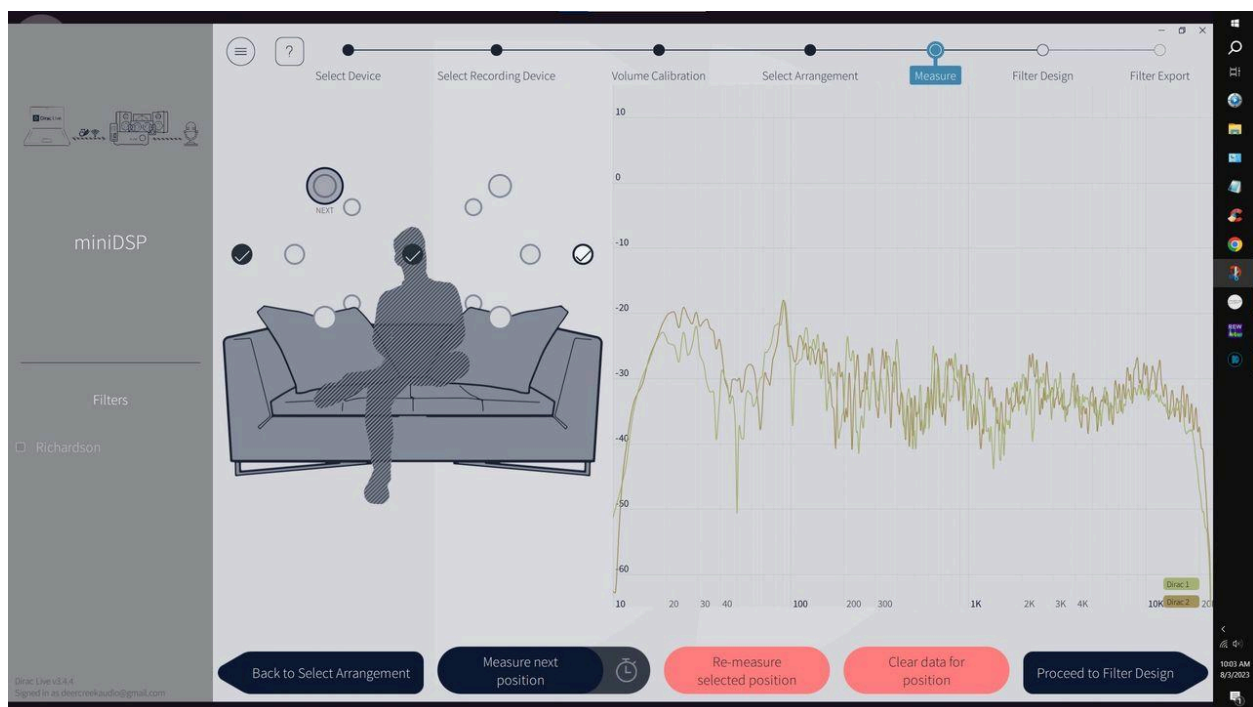 Select Device
Select Recording Device
Volume Calibration
Select Arrangement
Measure
Filter Design
Filter Export
?
Dirac Live
miniDSP
Filters
Richardson
NEXT
10
0
-10
-20
-30
-40
-50
-60
Dirac 1
Dirac 2
10 20 30 40 100 200 300 1K 2K 3K 4K 10K 20
Back to Select Arrangement
Measure next
position
Re-measure
selected position
Clear data for
position
Proceed to Filter Design
Dirac Live v3.4.4
Signed in as deercreekaudio@gmail.com
REW
10:03 AM
8/3/2023